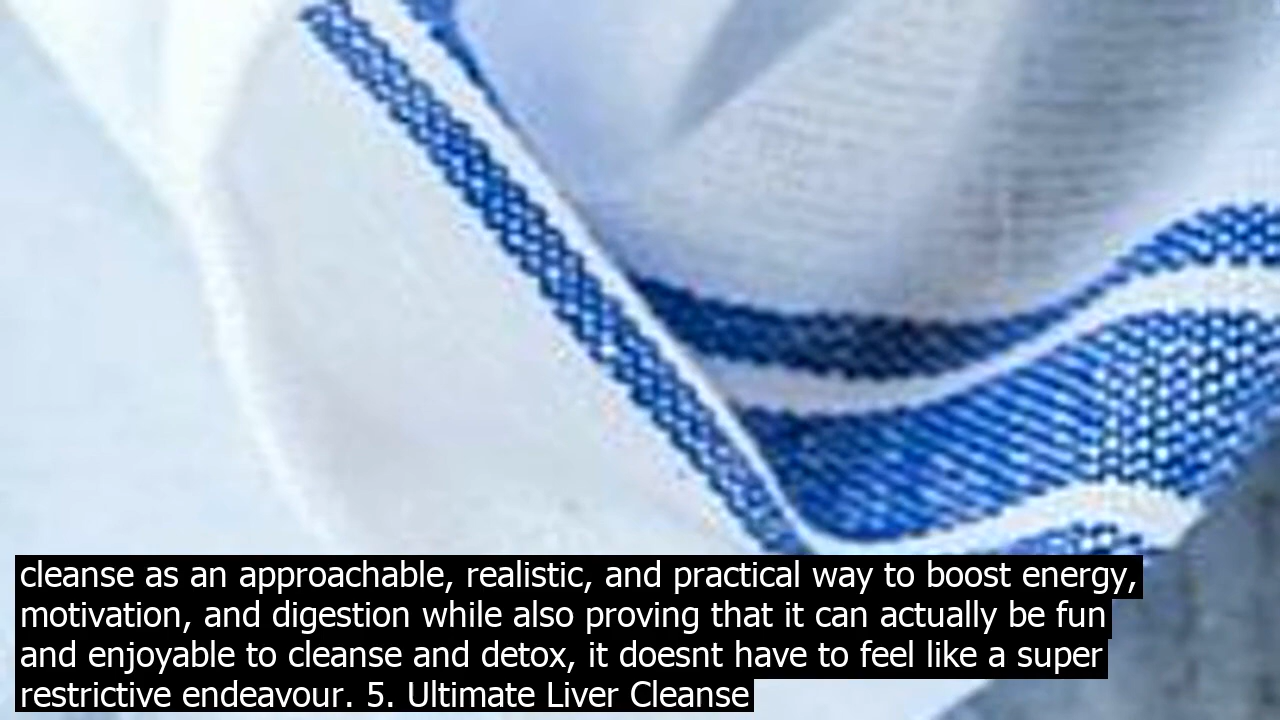 cleanse as an approachable, realistic, and practical way to boost energy,
motivation, and digestion while also proving that it can actually be fun
and enjoyable to cleanse and detox, it doesnt have to feel like a super
restrictive endeavour. 5. Ultimate Liver Cleanse